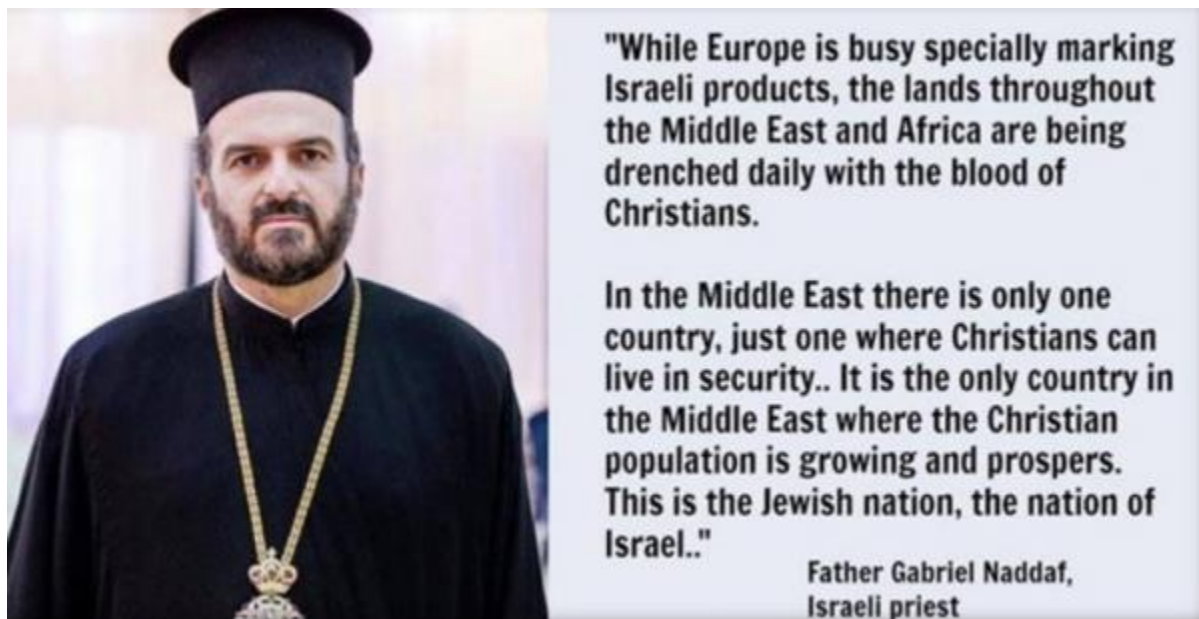 "While Europe is busy specially marking
Israeli products, the lands throughout
the Middle East and Africa are being
drenched daily with the blood of
Christians.
In the Middle East there is only one
country, just one where Christians can
live in security.. It is the only country in
the Middle East where the Christian
population is growing and prospers.
This is the Jewish nation, the nation of
Israel.."
Father Gabriel Naddaf,
Israeli priest